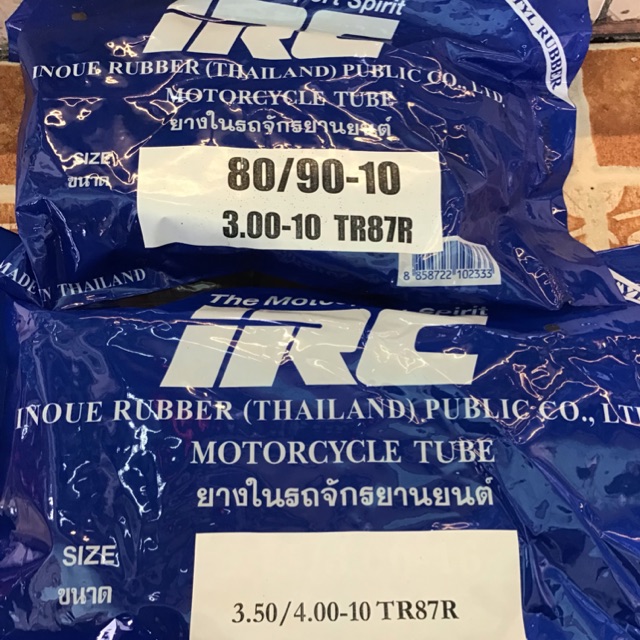 Spirit
IRC
INOUE RUBBER (THAILAND) PUBLIC CO., LTD.
MOTORCYCLE TUBE
ยางในรถจักรยานยนต์
SIZE
ขนาด
80/90-10
3.00-10 TR87R
RUBBER
8 858722 102333
IN THAILAND
The Spirit
IRC
INOUE RUBBER (THAILAND) PUBLIC CO.,
MOTORCYCLE TUBE
ยางในรถจักรยานยนต์
SIZE
ขนาด
3.50/4.00-10 TR87R